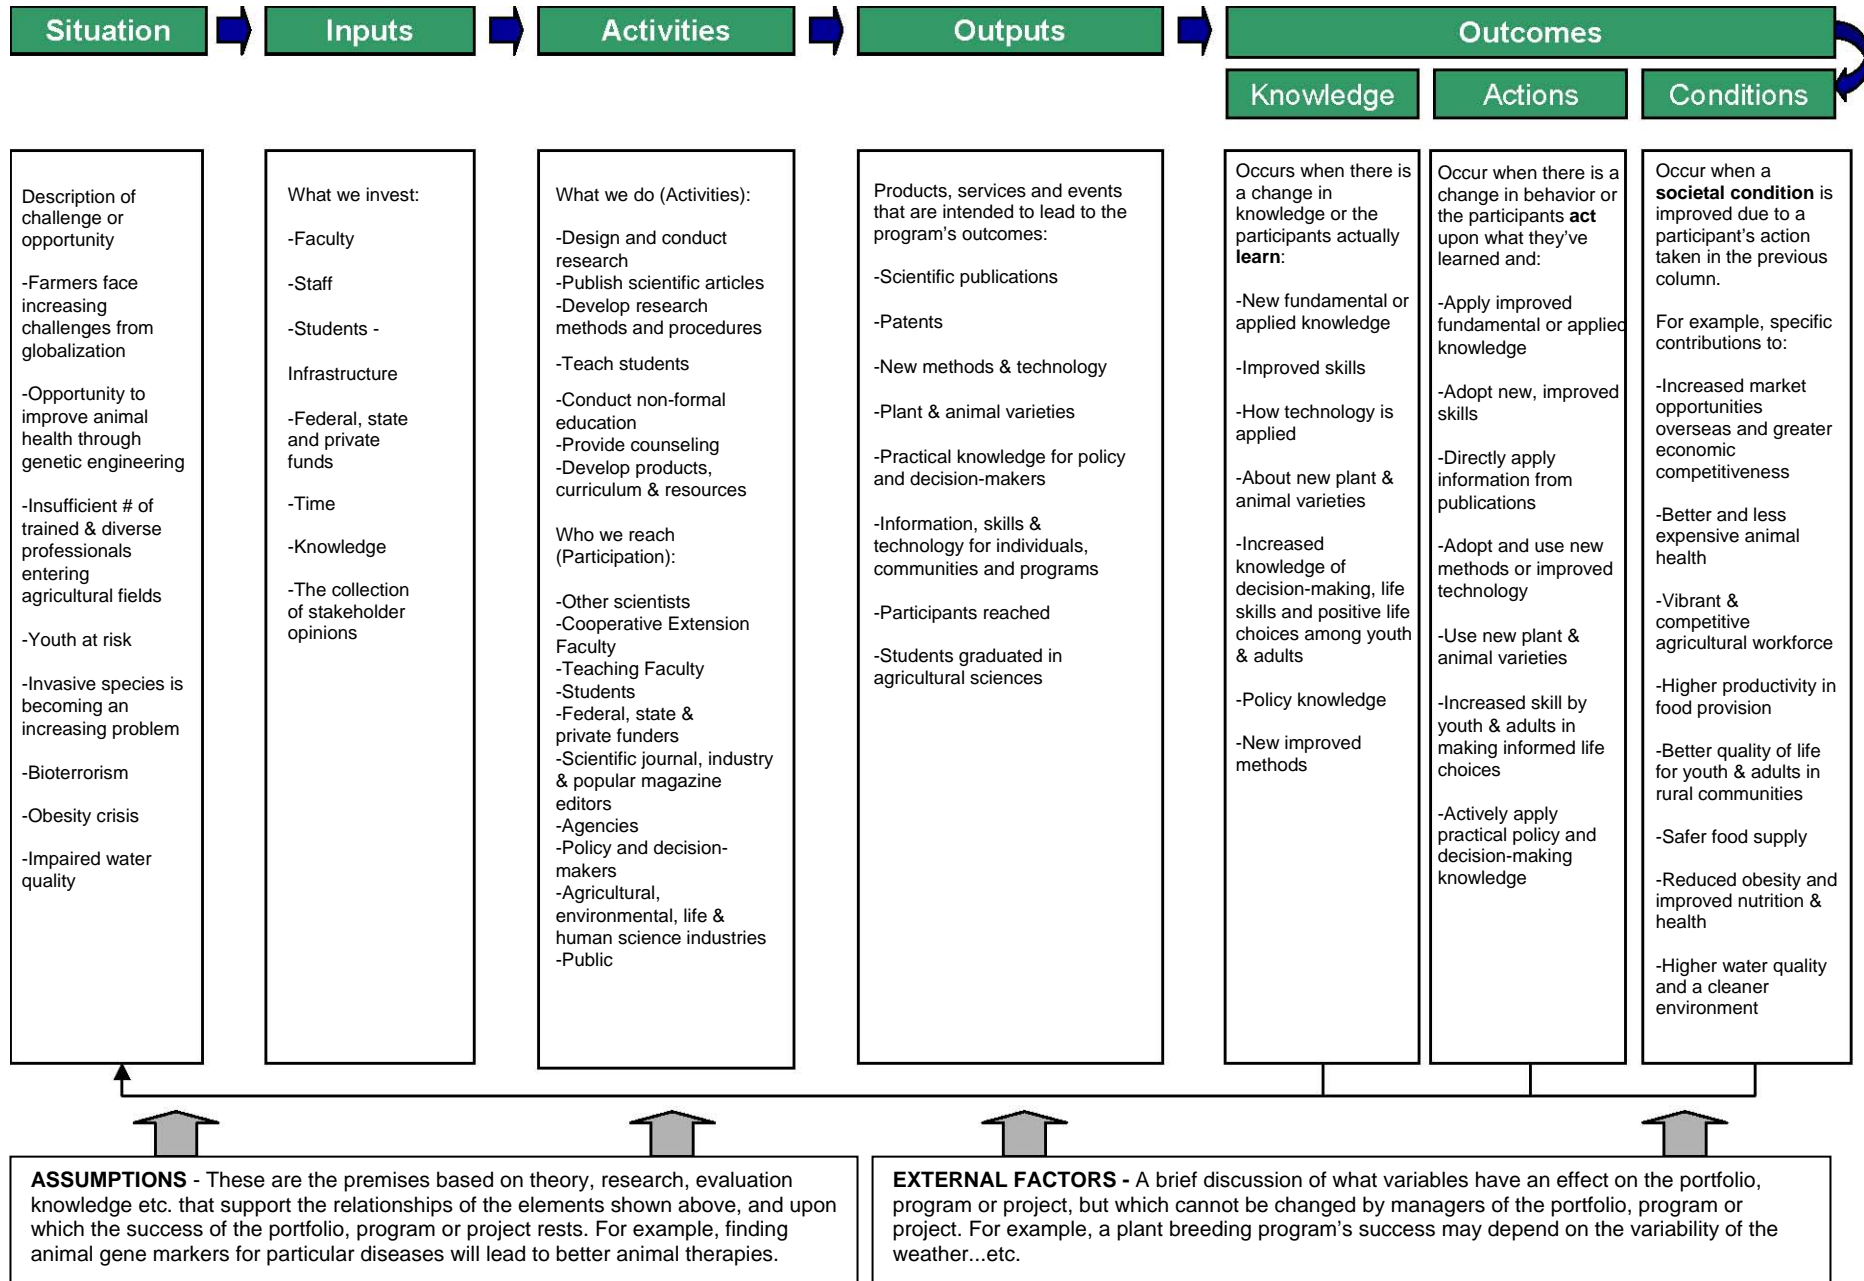 Situation
Inputs
Activities
Outputs
Outcomes
Knowledge
Actions
Conditions
Description of
challenge or
opportunity
-Farmers face
increasing
challenges from
globalization
-Opportunity to
improve animal
health through
genetic engineering
-Insufficient # of
trained & diverse
professionals
entering
agricultural fields
-Youth at risk
-Invasive species is
becoming an
increasing problem
-Bioterrorism
-Obesity crisis
-Impaired water
quality
What we invest:
-Faculty
-Staff
-Students -
Infrastructure
-Federal, state
and private
funds
-Time
-Knowledge
-The collection
of stakeholder
opinions
What we do (Activities):
-Design and conduct
research
-Publish scientific articles
-Develop research
methods and procedures
-Teach students
-Conduct non-formal
education
-Provide counseling
-Develop products,
curriculum & resources
Who we reach
(Participation):
-Other scientists
-Cooperative Extension
Faculty
-Teaching Faculty
-Students
-Federal, state &
private funders
-Scientific journal, industry
& popular magazine
editors
-Agencies
-Policy and decision-
makers
-Agricultural,
environmental, life &
human science industries
-Public
Products, services and events
that are intended to lead to the
program's outcomes:
-Scientific publications
-Patents
-New methods & technology
-Plant & animal varieties
-Practical knowledge for policy
and decision-makers
-Information, skills &
technology for individuals,
communities and programs
-Participants reached
-Students graduated in
agricultural sciences
Occurs when there is
a change in
knowledge or the
participants actually
learn:
-New fundamental or
applied knowledge
-Improved skills
-How technology is
applied
-About new plant &
animal varieties
-Increased
knowledge of
decision-making, life
skills and positive life
choices among youth
& adults
-Policy knowledge
-New improved
methods
Occur when there is a
change in behavior or
the participants act
upon what they've
learned and:
-Apply improved
fundamental or applied
knowledge
-Adopt new, improved
skills
-Directly apply
information from
publications
-Adopt and use new
methods or improved
technology
-Use new plant &
animal varieties
-Increased skill by
youth & adults in
making informed life
choices
-Actively apply
practical policy and
decision-making
knowledge
Occur when a
societal condition is
improved due to a
participant's action
taken in the previous
column.
For example, specific
contributions to:
-Increased market
opportunities
overseas and greater
economic
competitiveness
-Better and less
expensive animal
health
-Vibrant &
competitive
agricultural workforce
-Higher productivity in
food provision
-Better quality of life
for youth & adults in
rural communities
-Safer food supply
-Reduced obesity and
improved nutrition &
health
-Higher water quality
and a cleaner
environment
ASSUMPTIONS - These are the premises based on theory, research, evaluation
knowledge etc. that support the relationships of the elements shown above, and upon
which the success of the portfolio, program or project rests. For example, finding
animal gene markers for particular diseases will lead to better animal therapies.
EXTERNAL FACTORS - A brief discussion of what variables have an effect on the portfolio,
program or project, but which cannot be changed by managers of the portfolio, program or
project. For example, a plant breeding program's success may depend on the variability of the
weather...etc.